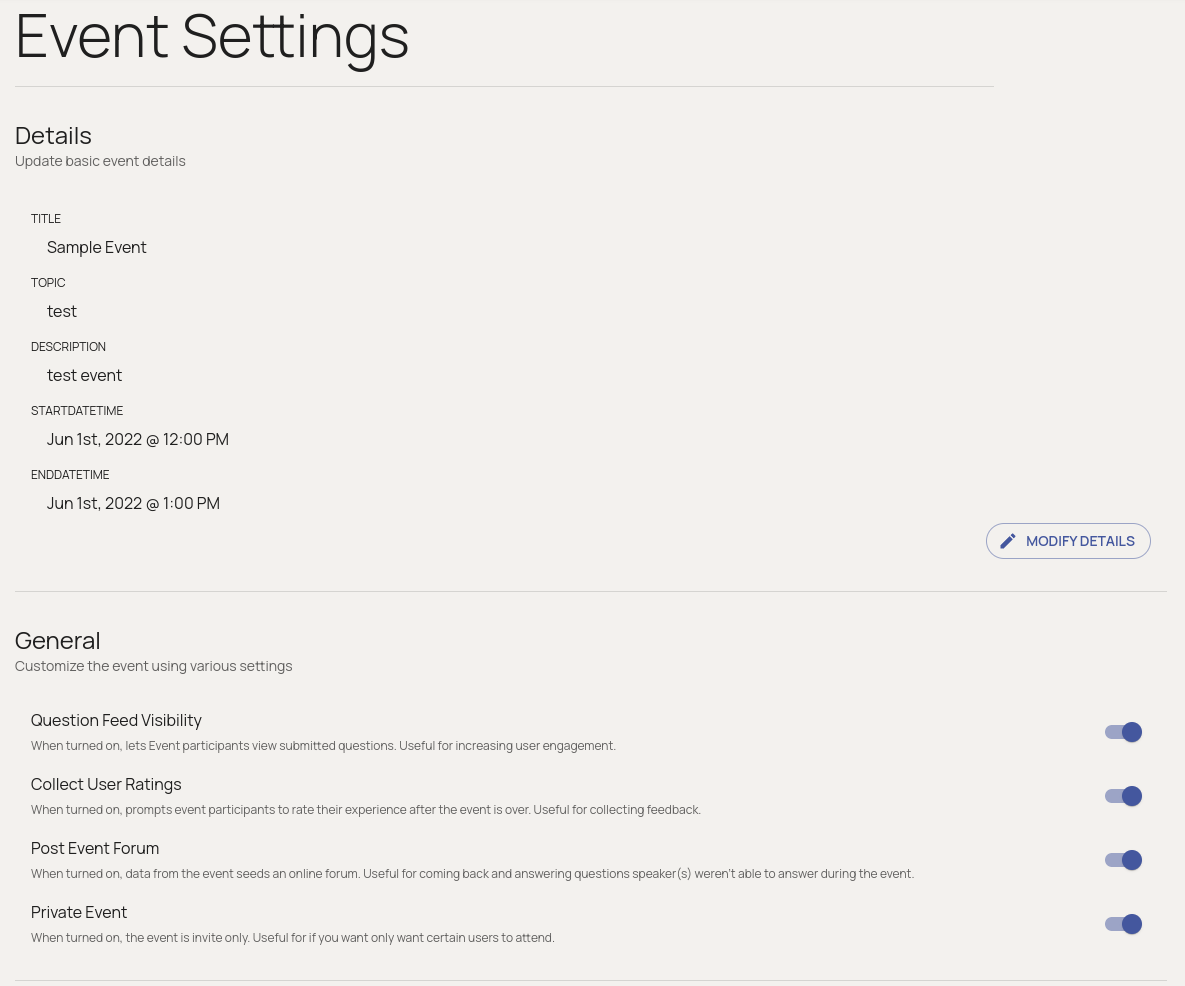 Event Settings
Details
Update basic event details
TITLE
Sample Event
TOPIC
test
DESCRIPTION
test event
STARTDATETIME
Jun 1st, 2022 @ 12:00 PM
ENDDATETIME
Jun 1st, 2022 @ 1:00 PM
MODIFY DETAILS
General
Customize the event using various settings
Question Feed Visibility
When turned on, lets Event participants view submitted questions. Useful for increasing user engagement.
Collect User Ratings
When turned on, prompts event participants to rate their experience after the event is over. Useful for collecting feedback.
Post Event Forum
When turned on, data from the event seeds an online forum. Useful for coming back and answering questions speaker(s) weren't able to answer during the event.
Private Event
When turned on, the event is invite only. Useful for if you want only want certain users to attend.